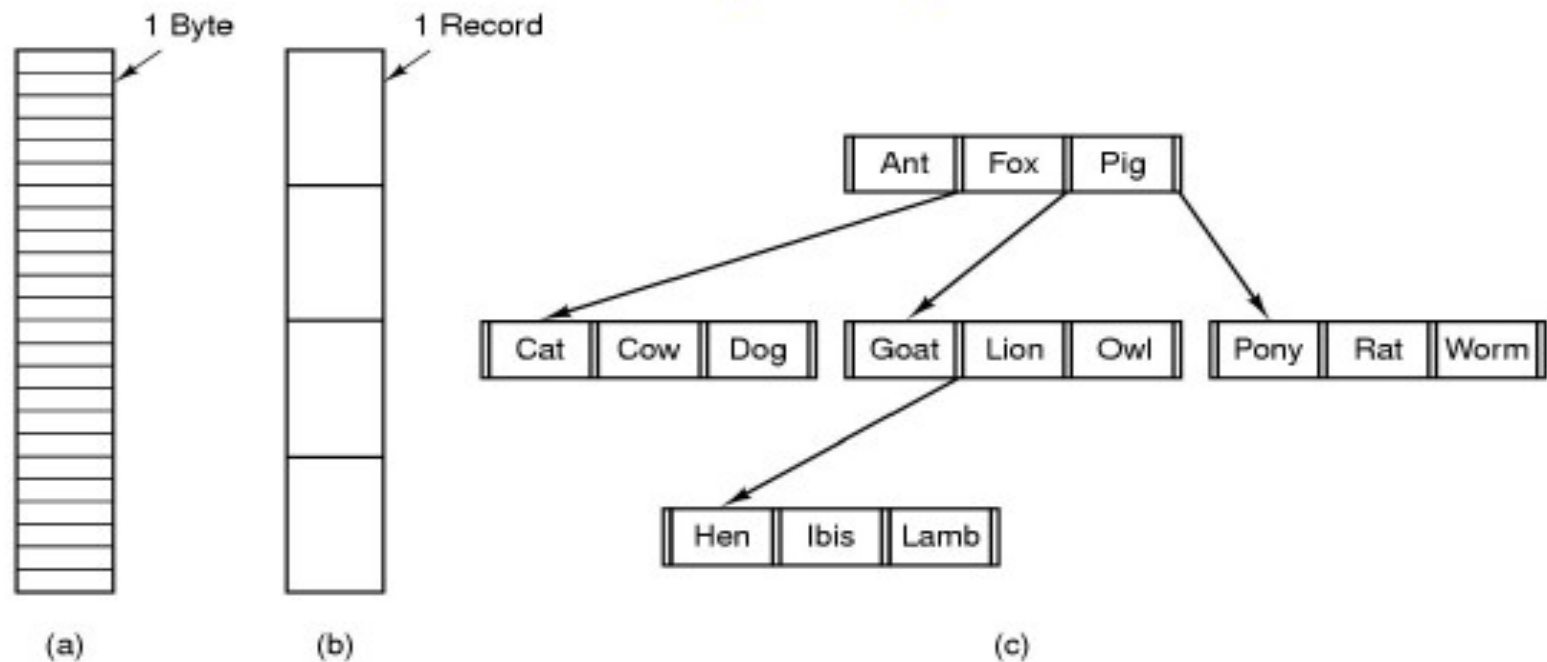 1 Byte
1 Record
Ant Fox Pig
Cat Cow Dog
Goat Lion Owl
Pony Rat Worm
Hen Ibis Lamb
(a)
(b)
(c)